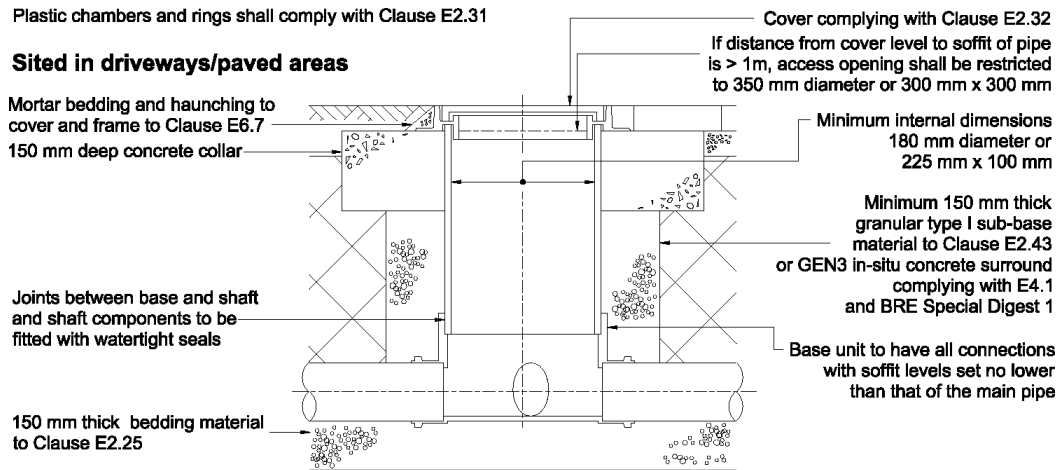 Plastic chambers and rings shall comply with Clause E2.31
Sited in driveways/paved areas
Mortar bedding and haunching to
cover and frame to Clause E6.7
150 mm deep concrete collar
Joints between base and shaft
and shaft components to be
fitted with watertight seals
150 mm thick bedding material
to Clause E2.25
Cover complying with Clause E2.32
If distance from cover level to soffit of pipe
is > 1m, access opening shall be restricted
to 350 mm diameter or 300 mm x 300 mm
Minimum internal dimensions
180 mm diameter or
225 mm x 100 mm
Minimum 150 mm thick
granular type I sub-base
material to Clause E2.43
or GEN3 in-situ concrete surround
complying with E4.1
and BRE Special Digest 1
Base unit to have all connections
with soffit levels set no lower
than that of the main pipe